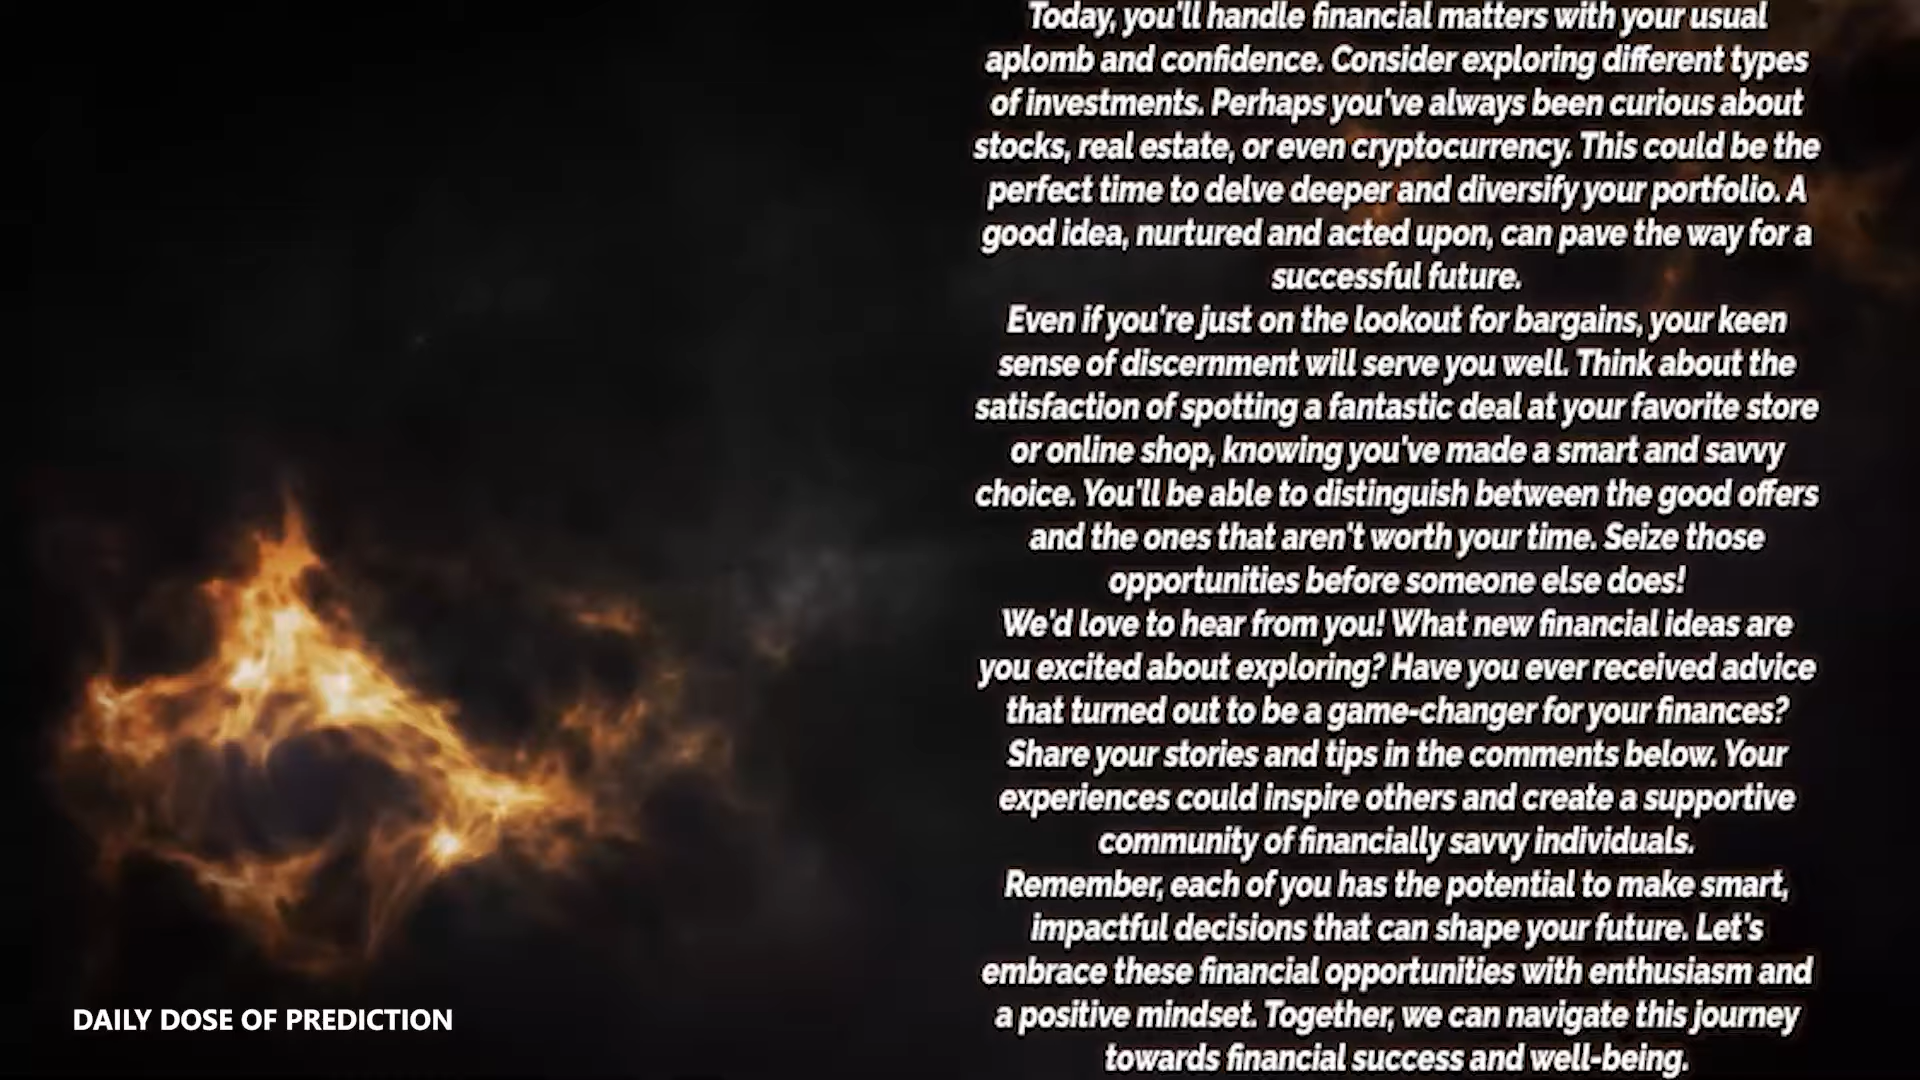 Today, you'll handle financial matters with your usual
aplomb and confidence. Consider exploring different types
of investments. Perhaps you've always been curious about
stocks, real estate, or even cryptocurrency. This could be the
perfect time to delve deeper and diversify your portfolio. A
good idea, nurtured and acted upon, can pave the way for a
successful future.
Even if you're just on the lookout for bargains, your keen
sense of discernment will serve you well. Think about the
satisfaction of spotting a fantastic deal at your favorite store
or online shop, knowing you've made a smart and savvy
choice. You'll be able to distinguish between the good offers
and the ones that aren't worth your time. Seize those
opportunities before someone else does!
We'd love to hear from you! What new financial ideas are
you excited about exploring? Have you ever received advice
that turned out to be a game-changer for your finances?
Share your stories and tips in the comments below. Your
experiences could inspire others and create a supportive
community of financially savvy individuals.
Remember, each of you has the potential to make smart,
impactful decisions that can shape your future. Let's
embrace these financial opportunities with enthusiasm and
a positive mindset. Together, we can navigate this journey
towards financial success and well-being.
DAILY DOSE OF PREDICTION